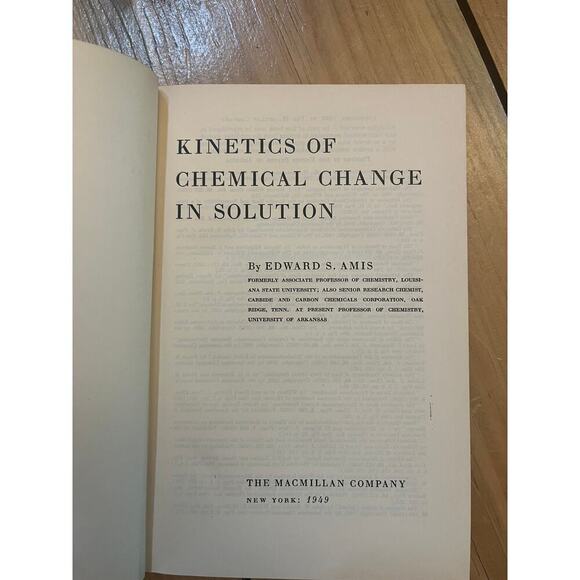 KINETICS OF
CHEMICAL CHANGE
IN SOLUTION
By EDWARD S. AMIS
FORMERLY ASSOCIATE PROFESSOR OF CHEMISTRY, LOUISI-
ANA STATE UNIVERSITY; ALSO SENIOR RESEARCH CHEMIST,
CARBIDE AND CARBON CHEMICALS CORPORATION, OAK
RIDGE, TENN. AT PRESENT PROFESSOR OF CHEMISTRY,
UNIVERSITY OF ARKANSAS
THE MACMILLAN COMPANY
NEW YORK: 1949